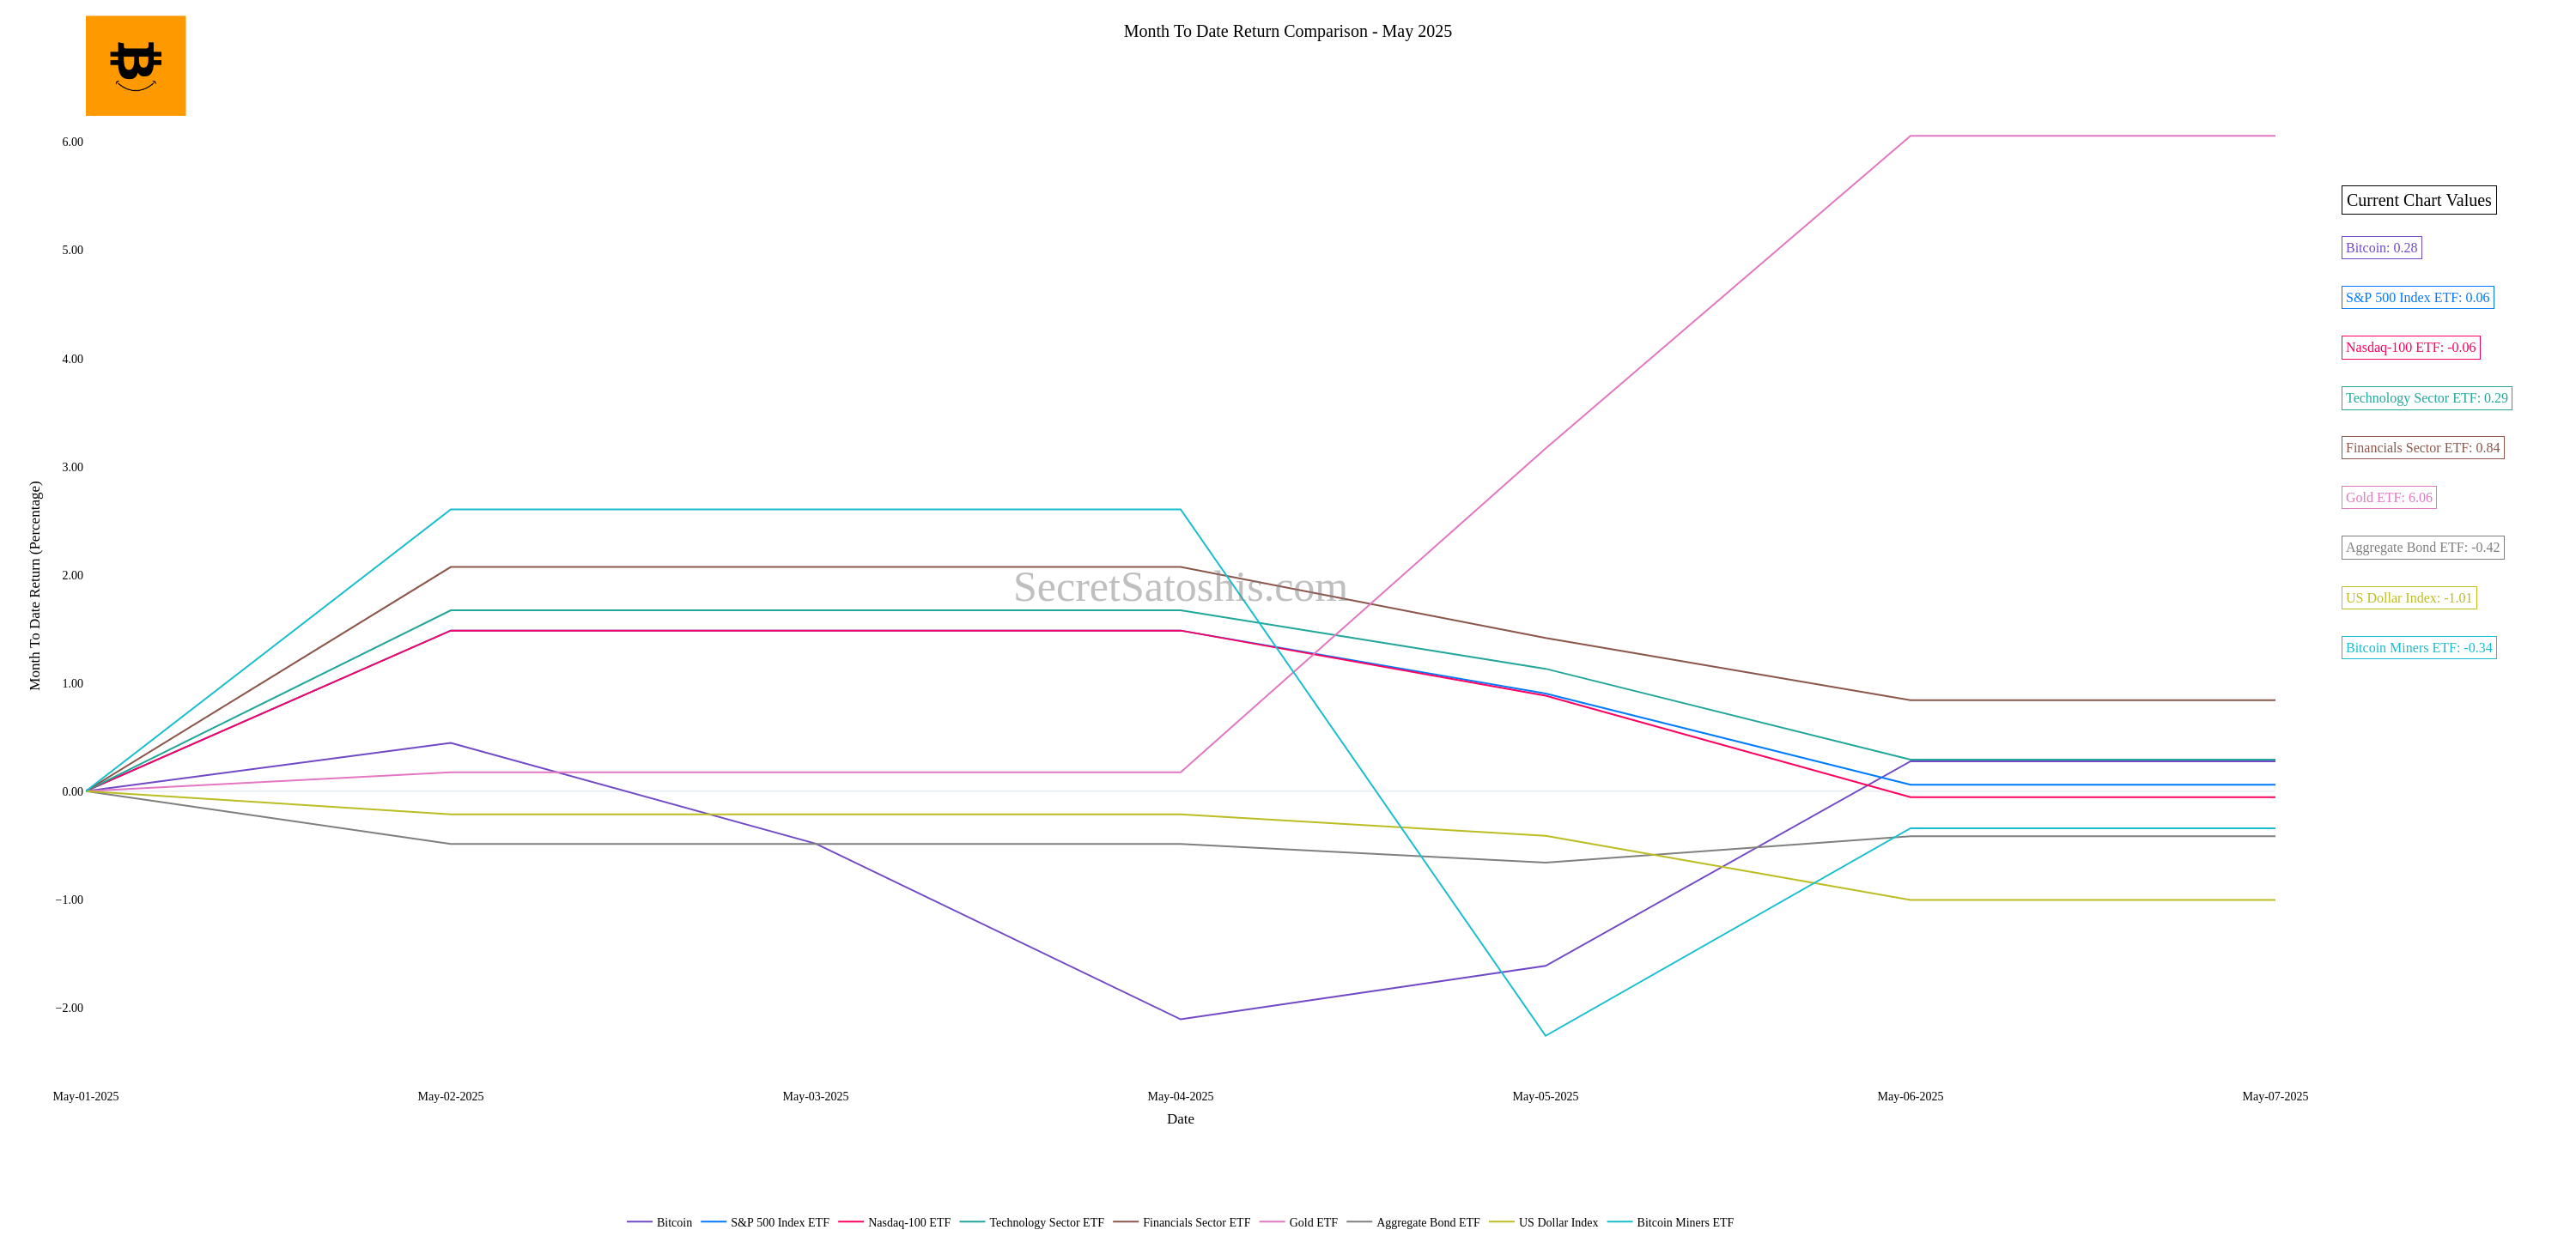 Month To Date Return Comparison - May 2025
6.00
5.00
4.00
3.00
2.00
1.00
0.00
−1.00
−2.00
Month To Date Return (Percentage)
SecretSatoshis.com
May-01-2025
May-02-2025
May-03-2025
May-04-2025
May-05-2025
May-06-2025
May-07-2025
Date
Current Chart Values
Bitcoin: 0.28
S&P 500 Index ETF: 0.06
Nasdaq-100 ETF: -0.06
Technology Sector ETF: 0.29
Financials Sector ETF: 0.84
Gold ETF: 6.06
Aggregate Bond ETF: -0.42
US Dollar Index: -1.01
Bitcoin Miners ETF: -0.34
Bitcoin
S&P 500 Index ETF
Nasdaq-100 ETF
Technology Sector ETF
Financials Sector ETF
Gold ETF
Aggregate Bond ETF
US Dollar Index
Bitcoin Miners ETF